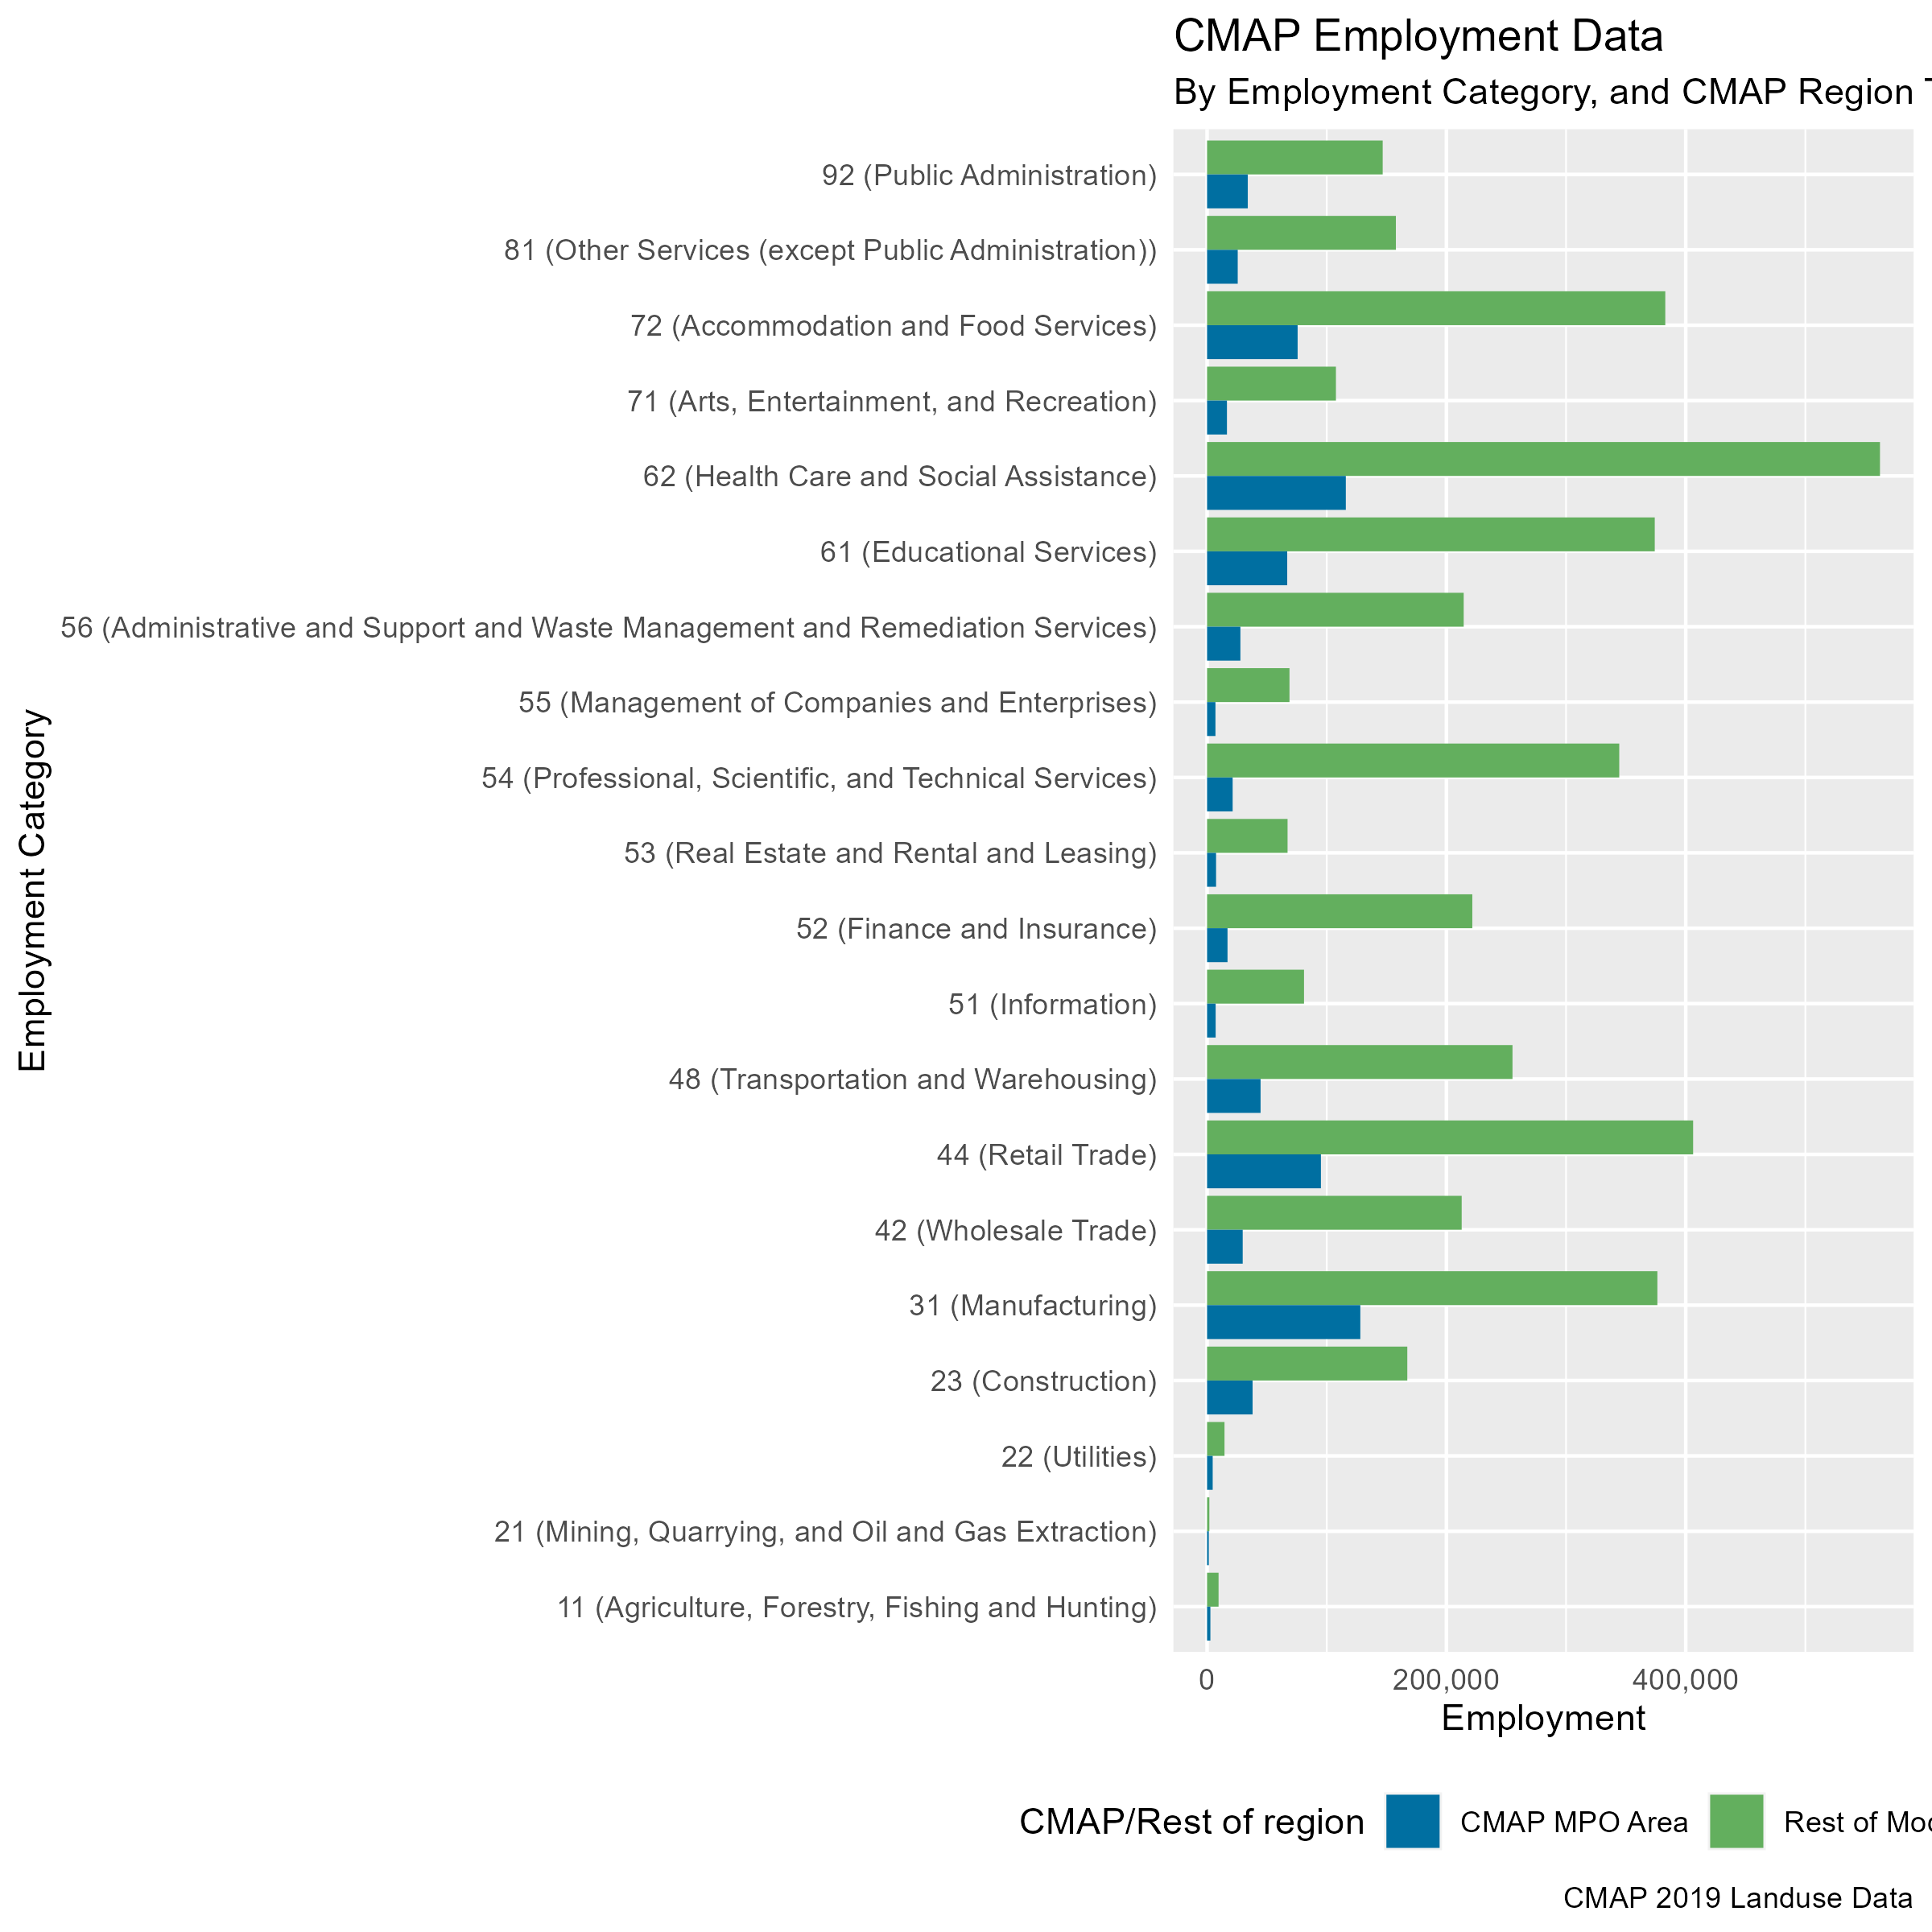 CMAP Employment Data
By Employment Category, and CMAP Region
92 (Public Administration)
81 (Other Services (except Public Administration))
72 (Accommodation and Food Services)
71 (Arts, Entertainment, and Recreation)
62 (Health Care and Social Assistance)
61 (Educational Services)
56 (Administrative and Support and Waste Management and Remediation Services)
55 (Management of Companies and Enterprises)
54 (Professional, Scientific, and Technical Services)
53 (Real Estate and Rental and Leasing)
52 (Finance and Insurance)
51 (Information)
48 (Transportation and Warehousing)
44 (Retail Trade)
42 (Wholesale Trade)
31 (Manufacturing)
23 (Construction)
22 (Utilities)
21 (Mining, Quarrying, and Oil and Gas Extraction)
11 (Agriculture, Forestry, Fishing and Hunting)
Employment Category
0 200,000 400,000
Employment
CMAP/Rest of region
CMAP MPO Area
Rest of
CMAP 2019 Landuse Data